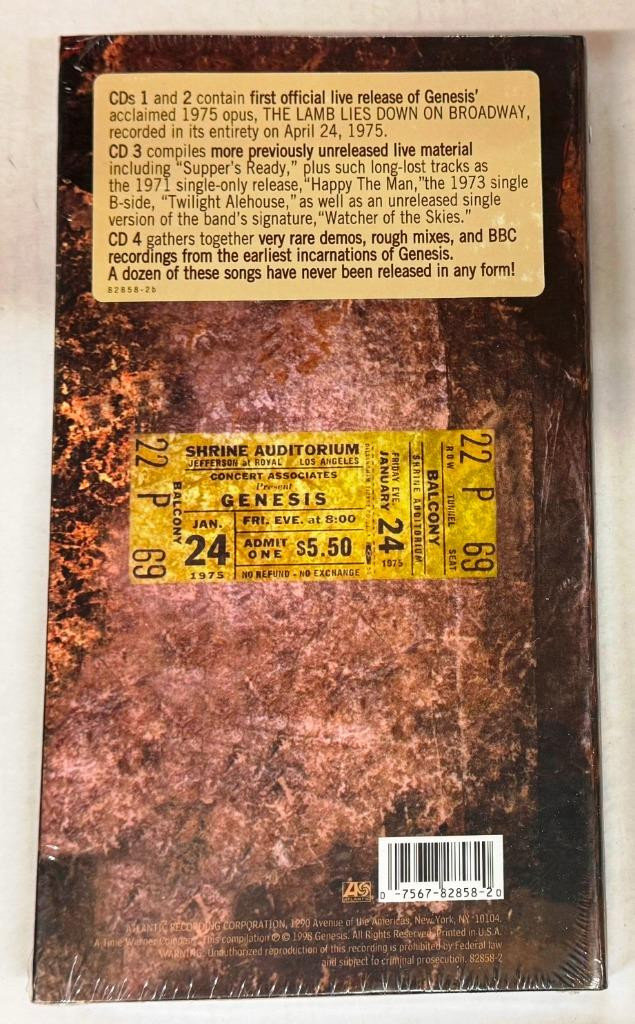 CDs 1 and 2 contain first official live release of Genesis'
acclaimed 1975 opus, THE LAMB LIES DOWN ON BROADWAY,
recorded in its entirety on April 24, 1975.
CD 3 compiles more previously unreleased live material
including "Supper's Ready," plus such long-lost tracks as
the 1971 single-only release, "Happy The Man," the 1973 single
B-side, "Twilight Alehouse," as well as an unreleased single
version of the band's signature, "Watcher of the Skies."
CD 4 gathers together very rare demos, rough mixes, and BBC
recordings from the earliest incarnations of Genesis.
A dozen of these songs have never been released in any form!
82858-2b
22 P 69
BALCONY
SHRINE AUDITORIUM
JEFFERSON at ROYAL LOS ANGELES
CONCERT ASSOCIATES
Present
GENESIS
JAN.
24
1975
FRI. EVE. at 8:00
ADMIT
ONE $5.50
NO REFUND - NO EXCHANGE
FRIDAY EVE.
JANUARY
24
1975
SHRINE AUDITORIUM
BALCONY
ROW TUNNEL SEAT
22 P 69
ATLANTIC
0 -7567-82858-2 0
ATLANTIC RECORDING CORPORATION, 1290 Avenue of the Americas, New York, NY 10104.
A Time Warner Company. This compilation ℗ © 1998 Genesis. All Rights Reserved. Printed in U.S.A.
WARNING: Unauthorized reproduction of this recording is prohibited by Federal law
and subject to criminal prosecution. 82858-2